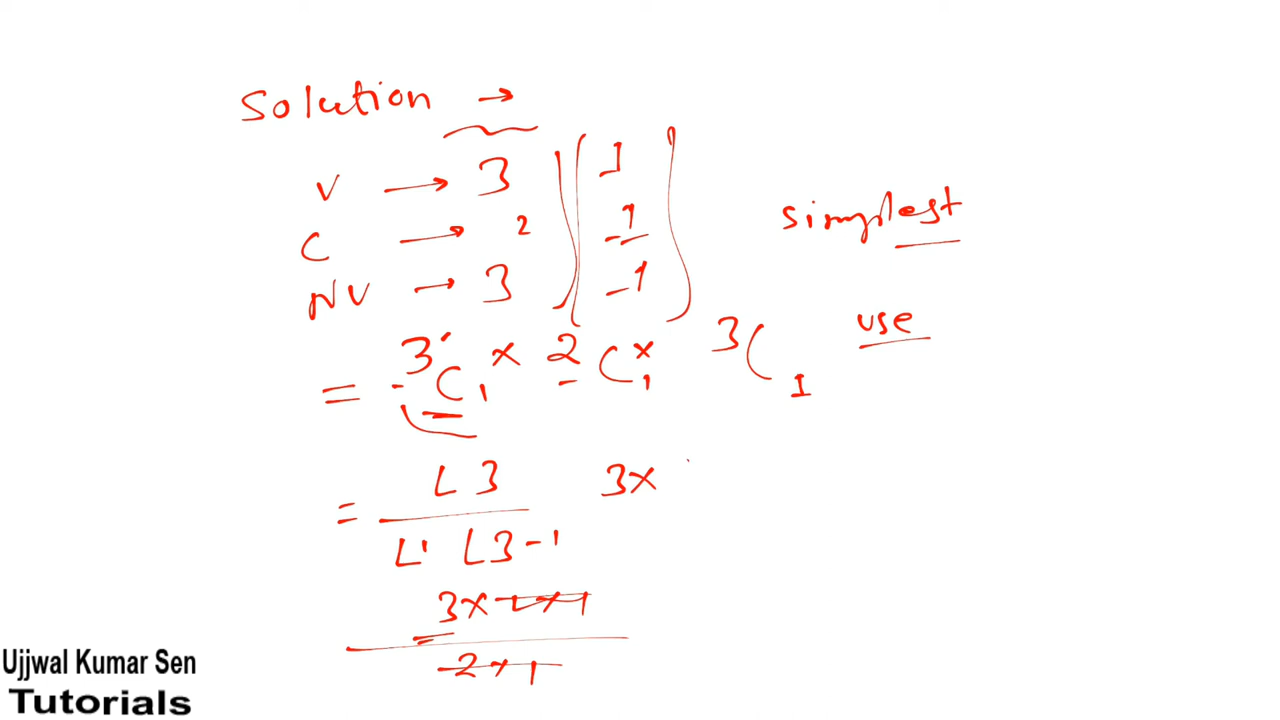 Solution →
V → 3 1
C → 2 1
NV → 3 1
simplest
use
= 3C1 × 2C1 × 3C1
= L3 3×
L1 L3-1
3×2×1
2×1
Ujjwal Kumar Sen
Tutorials